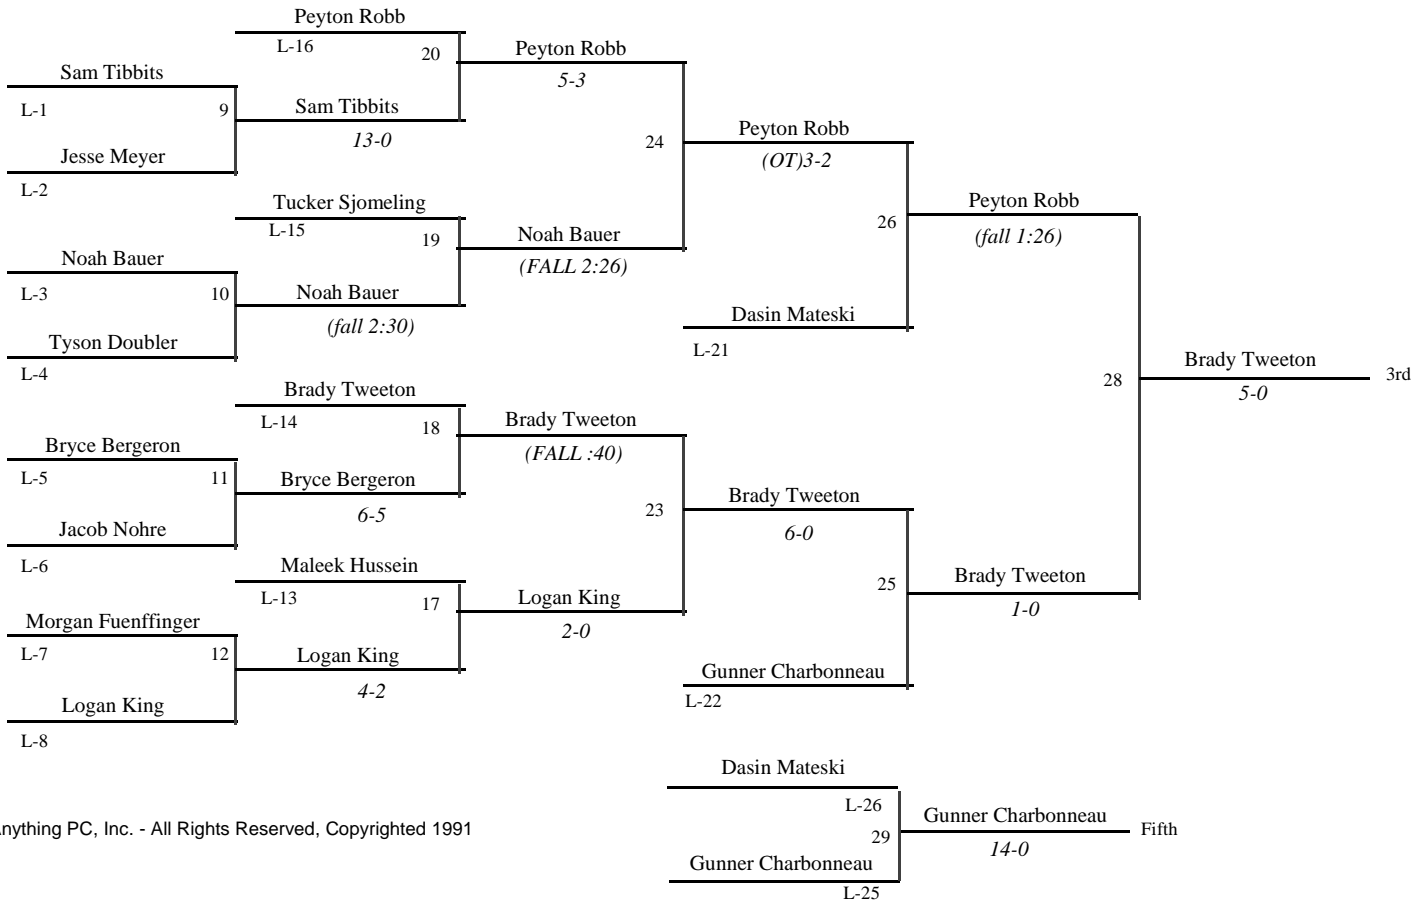 Peyton Robb
L-16
20
Peyton Robb
5-3
Sam Tibbits
L-1
9
Sam Tibbits
13-0
Jesse Meyer
L-2
24
Peyton Robb
(OT)3-2
Tucker Sjomeling
L-15
19
Noah Bauer
(FALL 2:26)
26
Peyton Robb
(fall 1:26)
Noah Bauer
L-3
10
Noah Bauer
(fall 2:30)
Tyson Doubler
L-4
Dasin Mateski
L-21
28
Brady Tweeton
5-0
3rd
Brady Tweeton
L-14
18
Brady Tweeton
(FALL :40)
Bryce Bergeron
L-5
11
Bryce Bergeron
6-5
Jacob Nohre
L-6
23
Brady Tweeton
6-0
Maleek Hussein
L-13
17
Logan King
2-0
25
Brady Tweeton
1-0
Morgan Fuenffinger
L-7
12
Logan King
4-2
Logan King
L-8
Gunner Charbonneau
L-22
Dasin Mateski
L-26
29
Gunner Charbonneau
14-0
Fifth
Gunner Charbonneau
L-25
nything PC, Inc. - All Rights Reserved, Copyrighted 1991